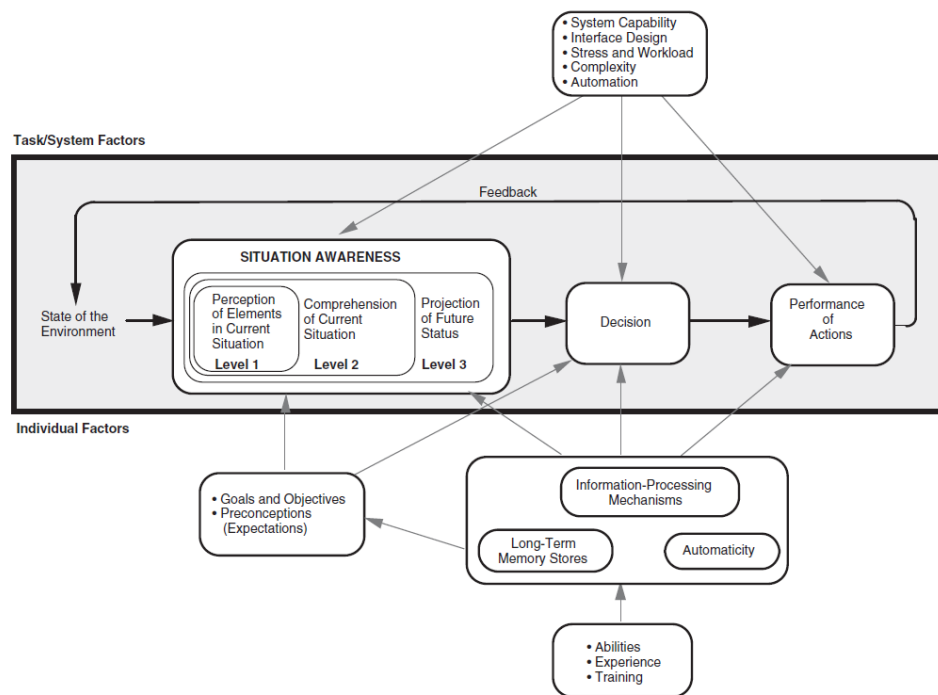 • System Capability
• Interface Design
• Stress and Workload
• Complexity
• Automation
Task/System Factors
Feedback
SITUATION AWARENESS
State of the
Environment
Perception
of Elements
in Current
Situation
Level 1
Comprehension
of Current
Situation
Level 2
Projection
of Future
Status
Level 3
Decision
Performance
of
Actions
Individual Factors
• Goals and Objectives
• Preconceptions
(Expectations)
Information-Processing
Mechanisms
Long-Term
Memory Stores
Automaticity
• Abilities
• Experience
• Training